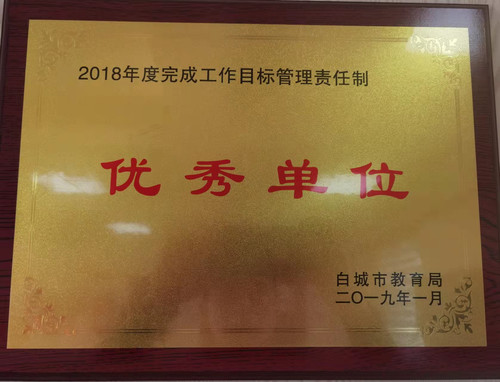 2018年度完成工作目标管理责任制
优秀单位
白城市教育局
二〇一九年一月